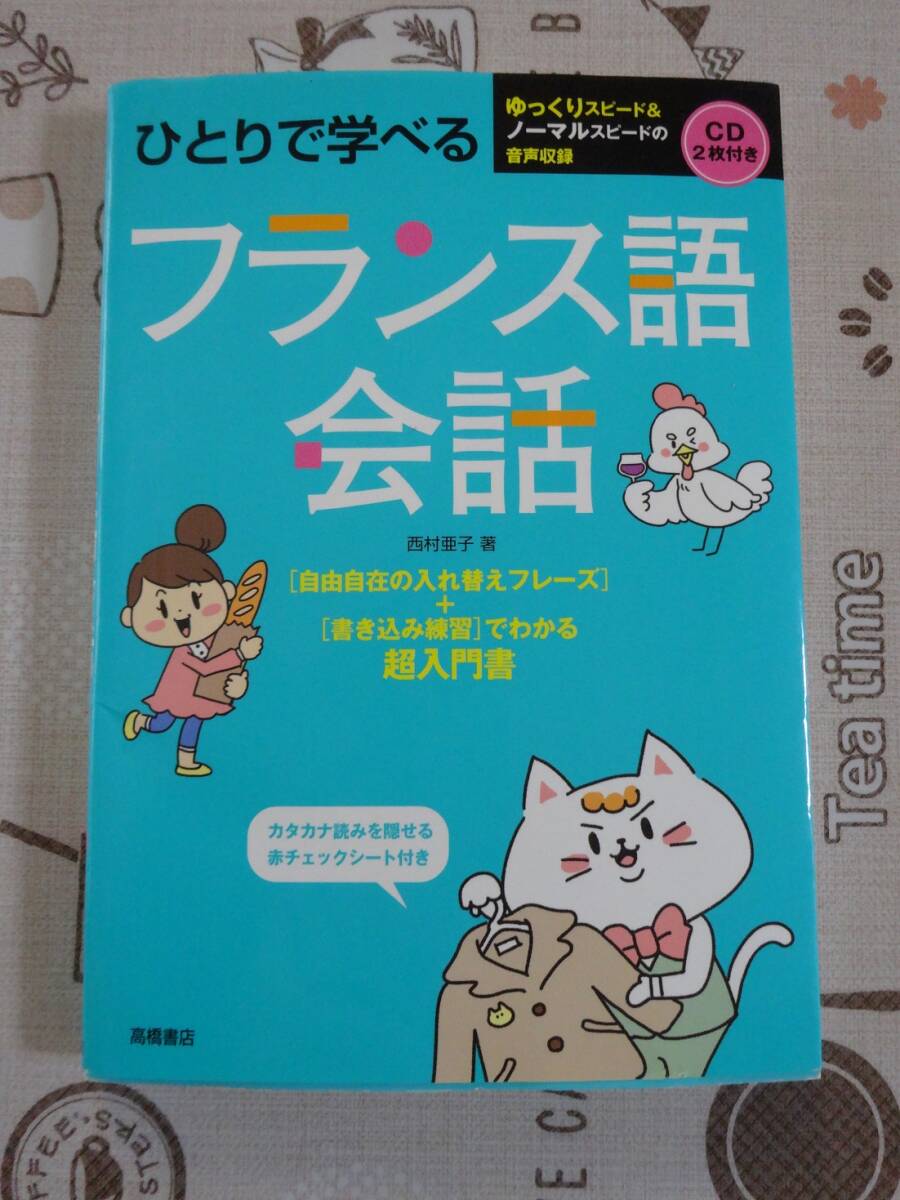 ひとりで学べる
ゆっくりスピード&
ノーマルスピードの
音声収録
CD
2枚付き
フランス語
会話
西村亜子 著
[自由自在の入れ替えフレーズ]
+
[書き込み練習]でわかる
超入門書
カタカナ読みを隠せる
赤チェックシート付き
高橋書店
Tea time